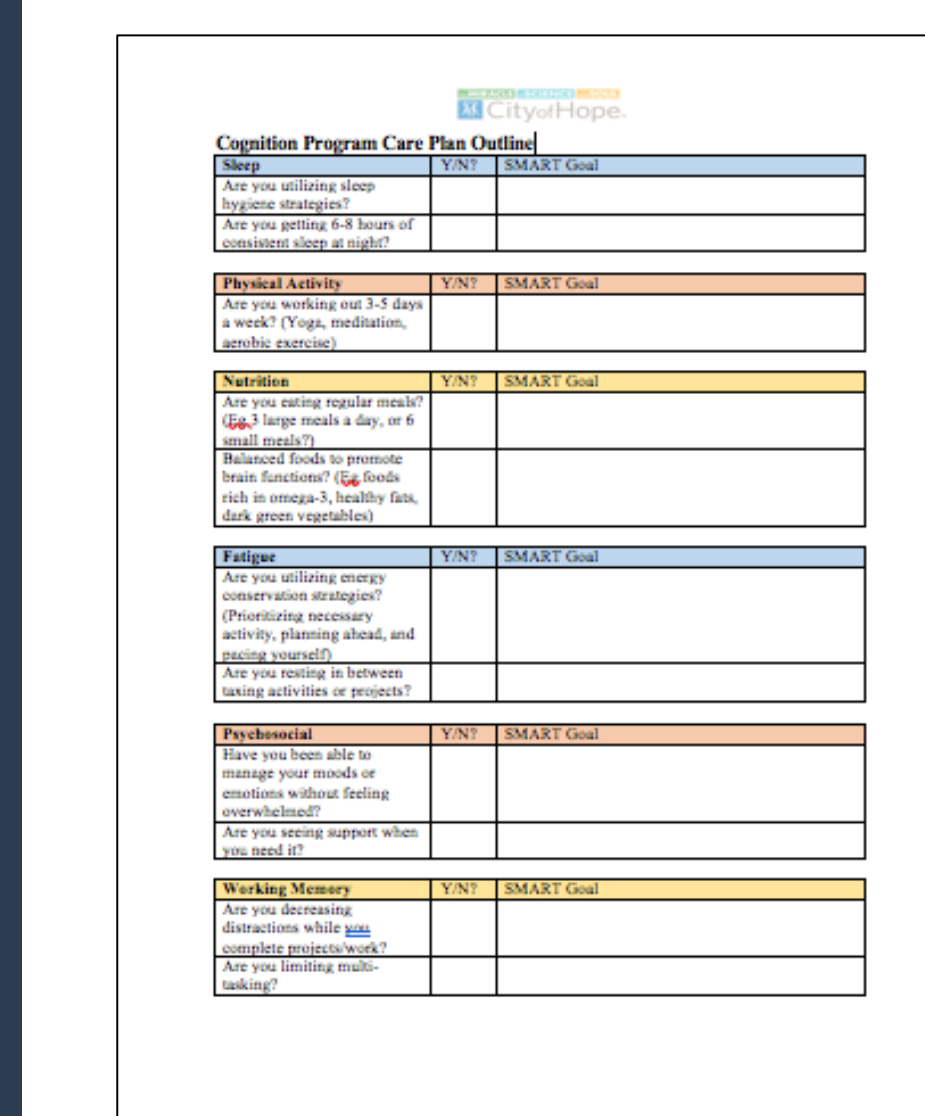 MIRACLE SCIENCE SOUL
CityofHope.
Cognition Program Care Plan Outline
Sleep Y/N? SMART Goal
Are you utilizing sleep
hygiene strategies?
Are you getting 6-8 hours of
consistent sleep at night?
Physical Activity Y/N? SMART Goal
Are you working out 3-5 days
a week? (Yoga, meditation,
aerobic exercise)
Nutrition Y/N? SMART Goal
Are you eating regular meals?
(Eg.3 large meals a day, or 6
small meals?)
Balanced foods to promote
brain functions? (Eg.foods
rich in omega-3, healthy fats,
dark green vegetables)
Fatigue Y/N? SMART Goal
Are you utilizing energy
conservation strategies?
(Prioritizing necessary
activity, planning ahead, and
pacing yourself)
Are you resting in between
taxing activities or projects?
Psychosocial Y/N? SMART Goal
Have you been able to
manage your moods or
emotions without feeling
overwhelmed?
Are you seeing support when
you need it?
Working Memory Y/N? SMART Goal
Are you decreasing
distractions while you
complete projects/work?
Are you limiting multi-
tasking?